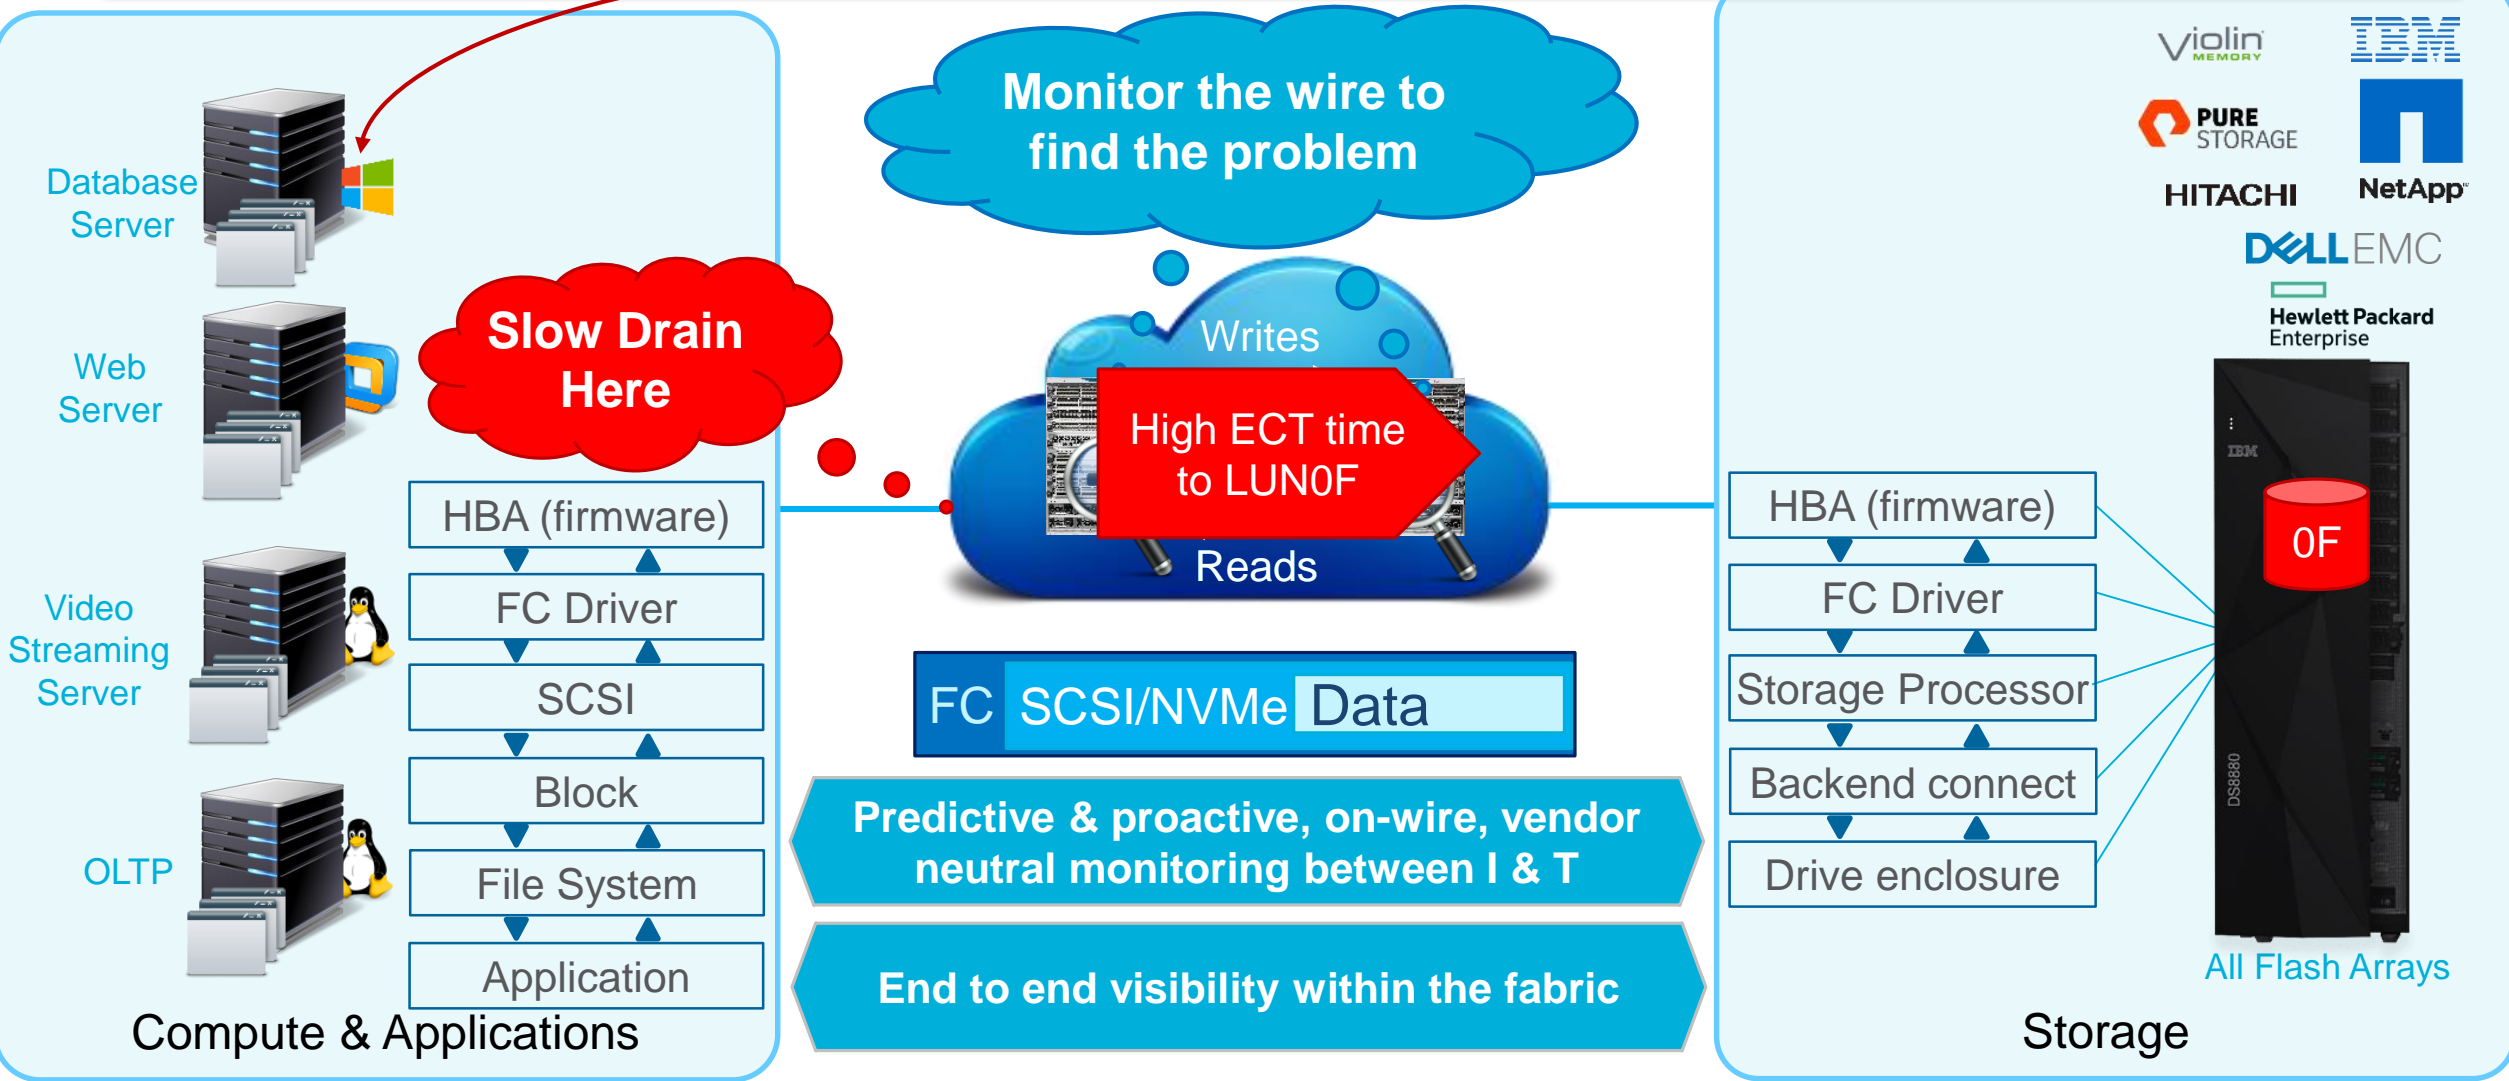 Monitor the wire to
find the problem
Database
Server
Web
Server
Video
Streaming
Server
OLTP
Slow Drain
Here
HBA (firmware)
FC Driver
SCSI
Block
File System
Application
Compute & Applications
Writes
High ECT time
to LUN0F
Reads
FC SCSI/NVMe Data
Predictive & proactive, on-wire, vendor
neutral monitoring between I & T
End to end visibility within the fabric
Violin
MEMORY
IBM
PURE
STORAGE
NetApp
HITACHI
DELLEMC
Hewlett Packard
Enterprise
HBA (firmware)
FC Driver
Storage Processor
Backend connect
Drive enclosure
IBM
0F
DS8880
All Flash Arrays
Storage